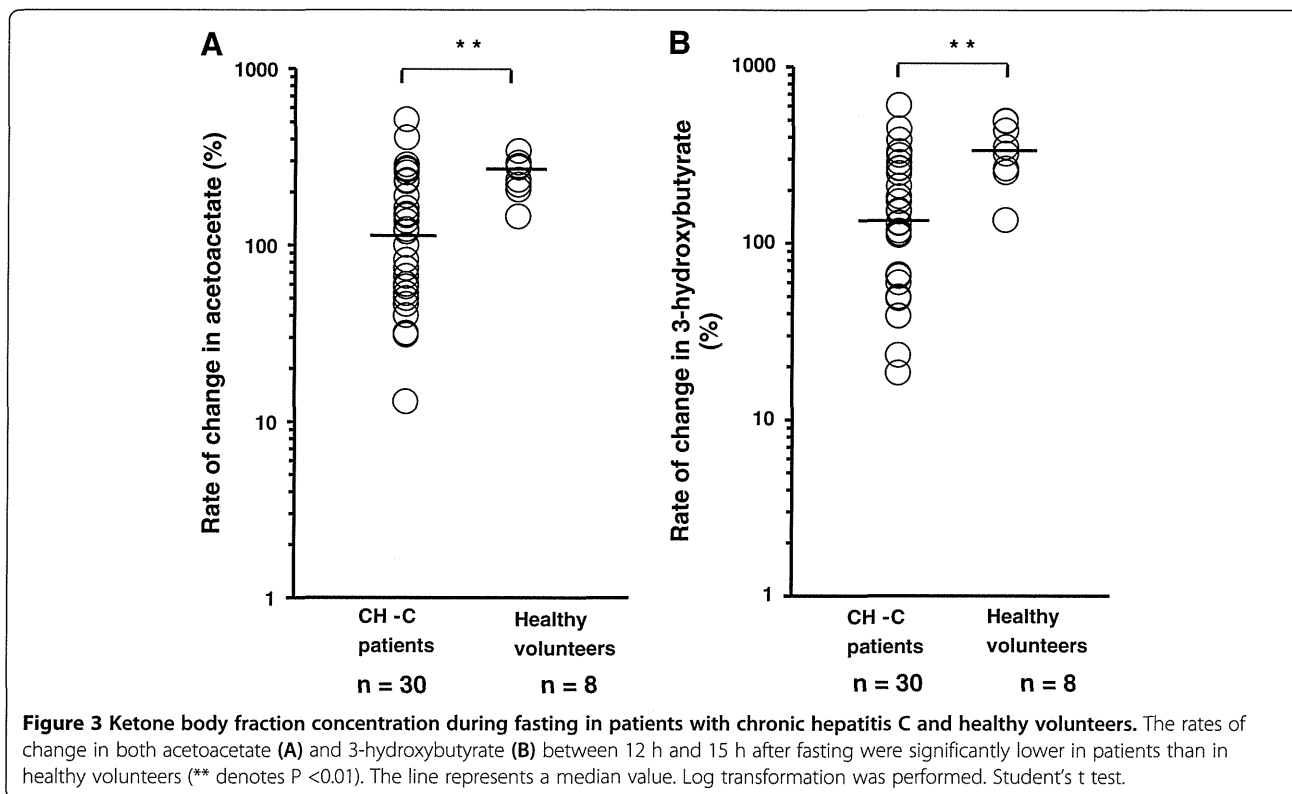 A
* *
1000
100
10
1
Rate of change in acetoacetate (%)
CH -C
patients
n = 30
Healthy
volunteers
n = 8
B
* *
1000
100
10
1
Rate of change in 3-hydroxybutyrate
(%)
CH -C
patients
n = 30
Healthy
volunteers
n = 8
Figure 3 Ketone body fraction concentration during fasting in patients with chronic hepatitis C and healthy volunteers. The rates of
change in both acetoacetate (A) and 3-hydroxybutyrate (B) between 12 h and 15 h after fasting were significantly lower in patients than in
healthy volunteers (** denotes P <0.01). The line represents a median value. Log transformation was performed. Student's t test.